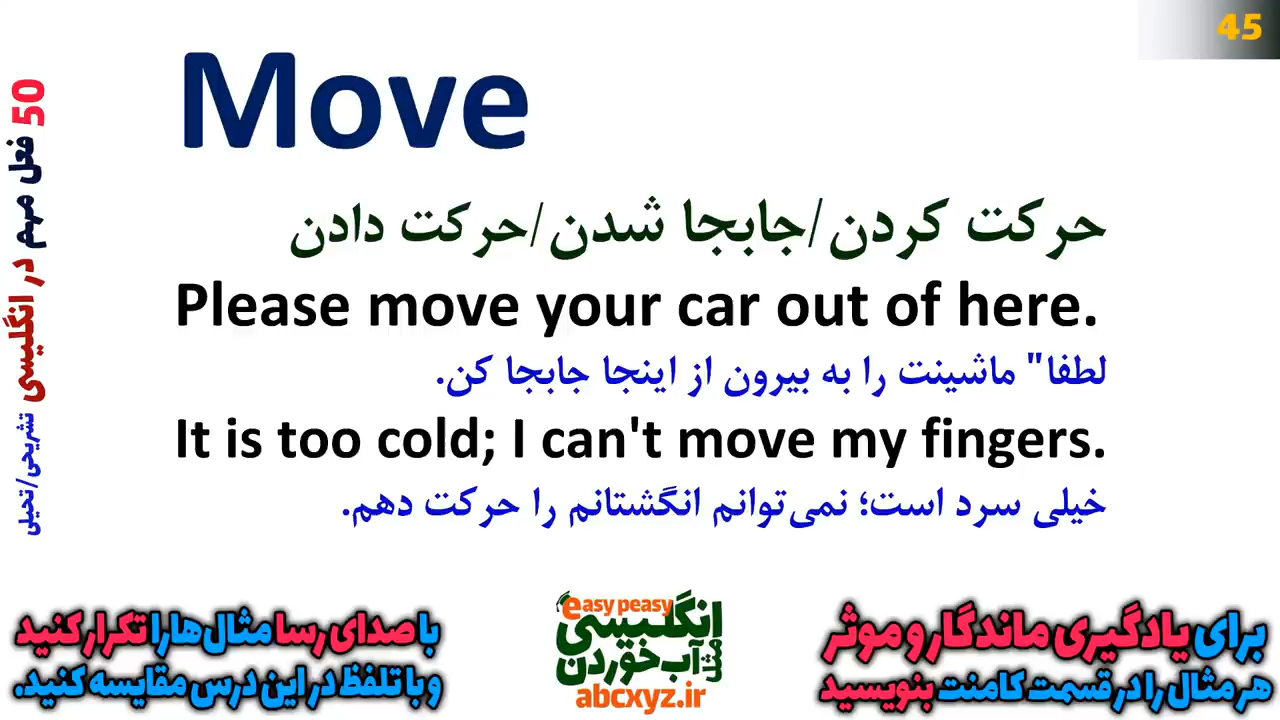 45
Move
حرکت کردن/جابجا شدن/حرکت دادن
Please move your car out of here.
لطفا" ماشینت را به بیرون از اینجا جابجا کن.
It is too cold; I can't move my fingers.
خیلی سرد است؛ نمی‌توانم انگشتانم را حرکت دهم.
50 فعل مهم در انگلیسی تشریحی/تحیلی
برای یادگیری ماندگار و موثر
هر مثال را در قسمت کامنت بنویسید
easy peasy
انگلیسی
مثل آب خوردن
abcxyz.ir
با صدای رسا مثال‌ها را تکرار کنید
و با تلفظ در این درس مقایسه کنید.